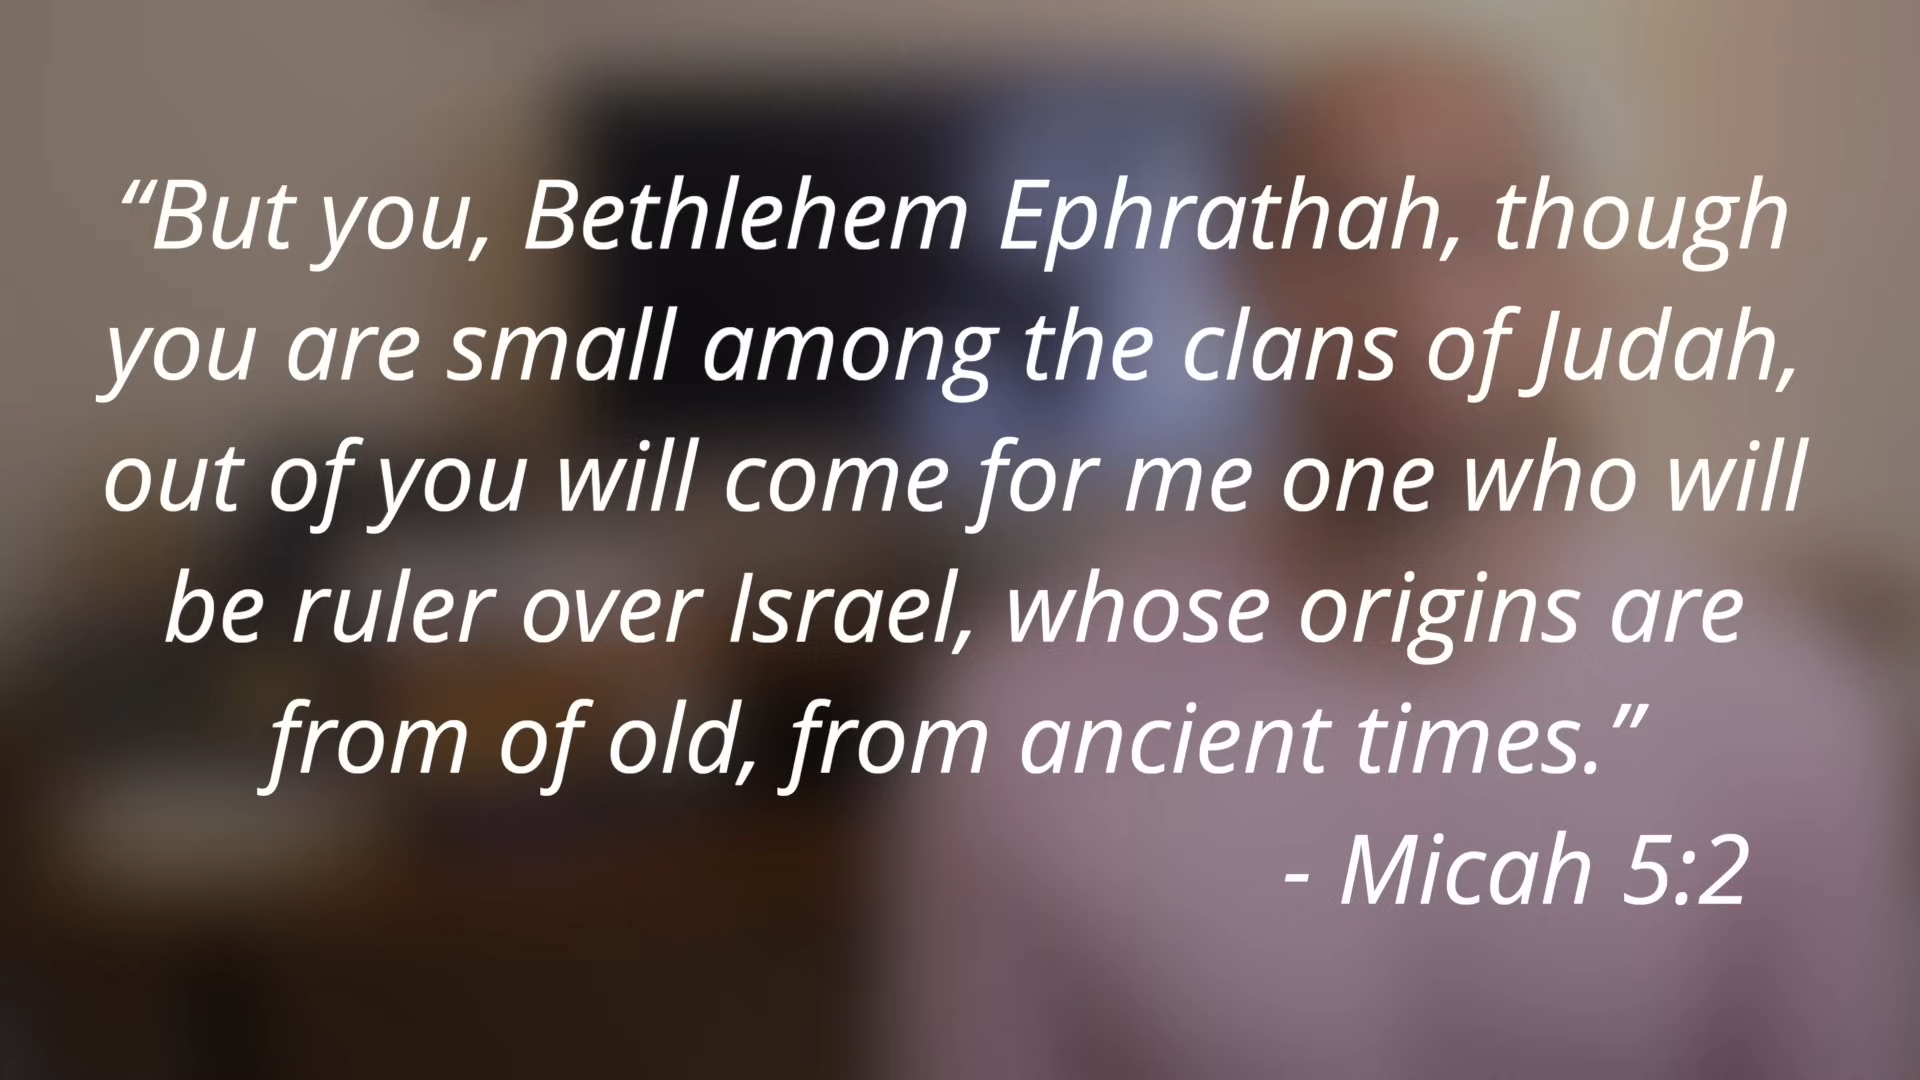 “But you, Bethlehem Ephrathah, though
you are small among the clans of Judah,
out of you will come for me one who will
be ruler over Israel, whose origins are
from of old, from ancient times.”
- Micah 5:2